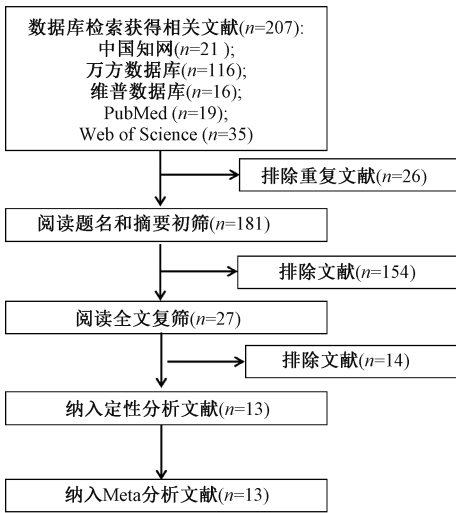 数据库检索获得相关文献(n=207):
中国知网(n=21 );
万方数据库(n=116);
维普数据库(n=16);
PubMed (n=19);
Web of Science (n=35)
排除重复文献(n=26)
阅读题名和摘要初筛(n=181)
排除文献(n=154)
阅读全文复筛(n=27)
排除文献(n=14)
纳入定性分析文献(n=13)
纳入Meta分析文献(n=13)